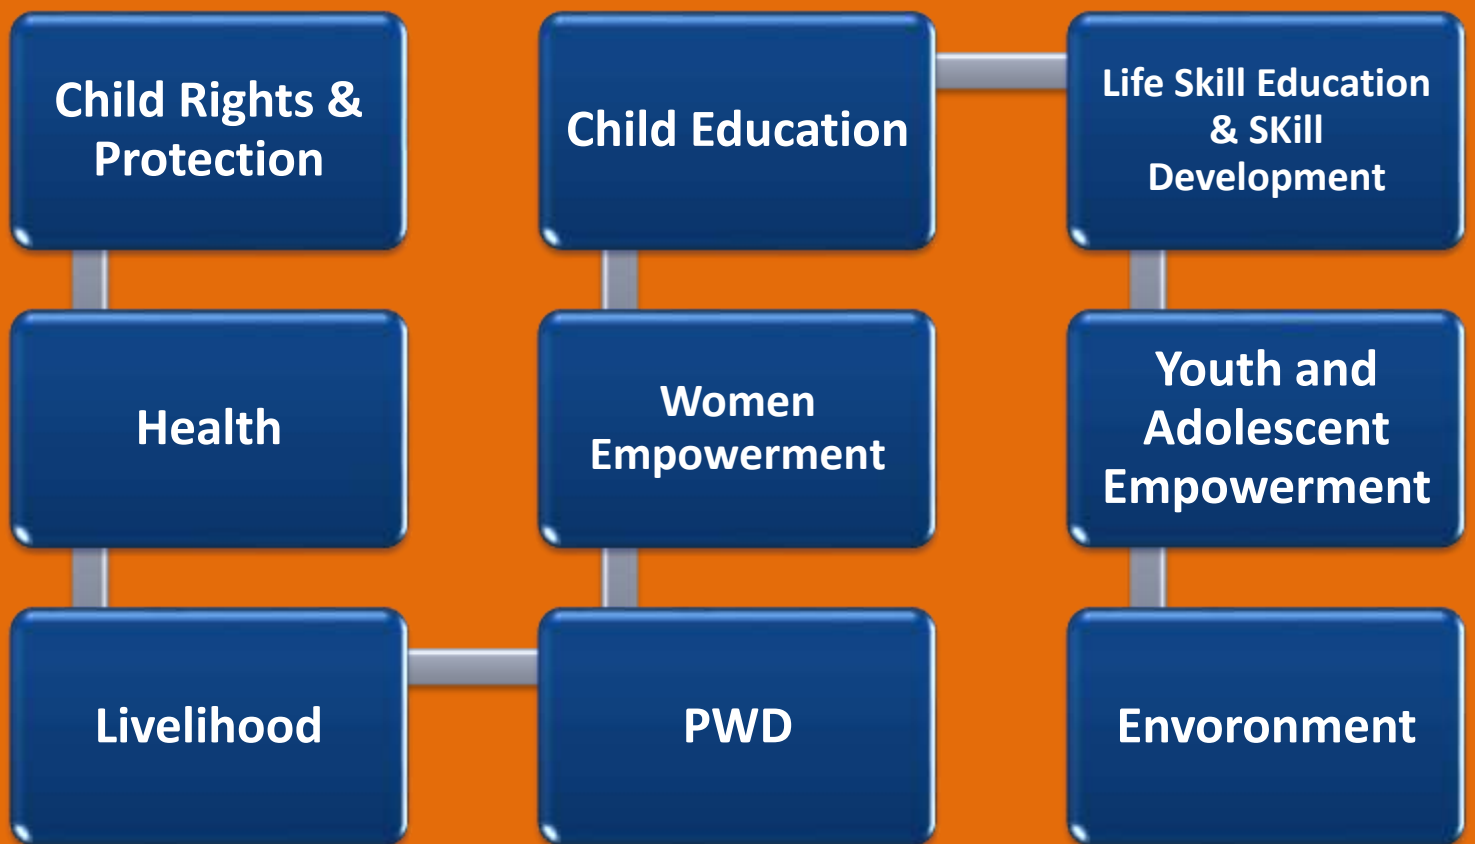 Child Rights &
Protection
Child Education
Life Skill Education
& SKill
Development
Health
Women
Empowerment
Youth and
Adolescent
Empowerment
Livelihood
PWD
Envoronment